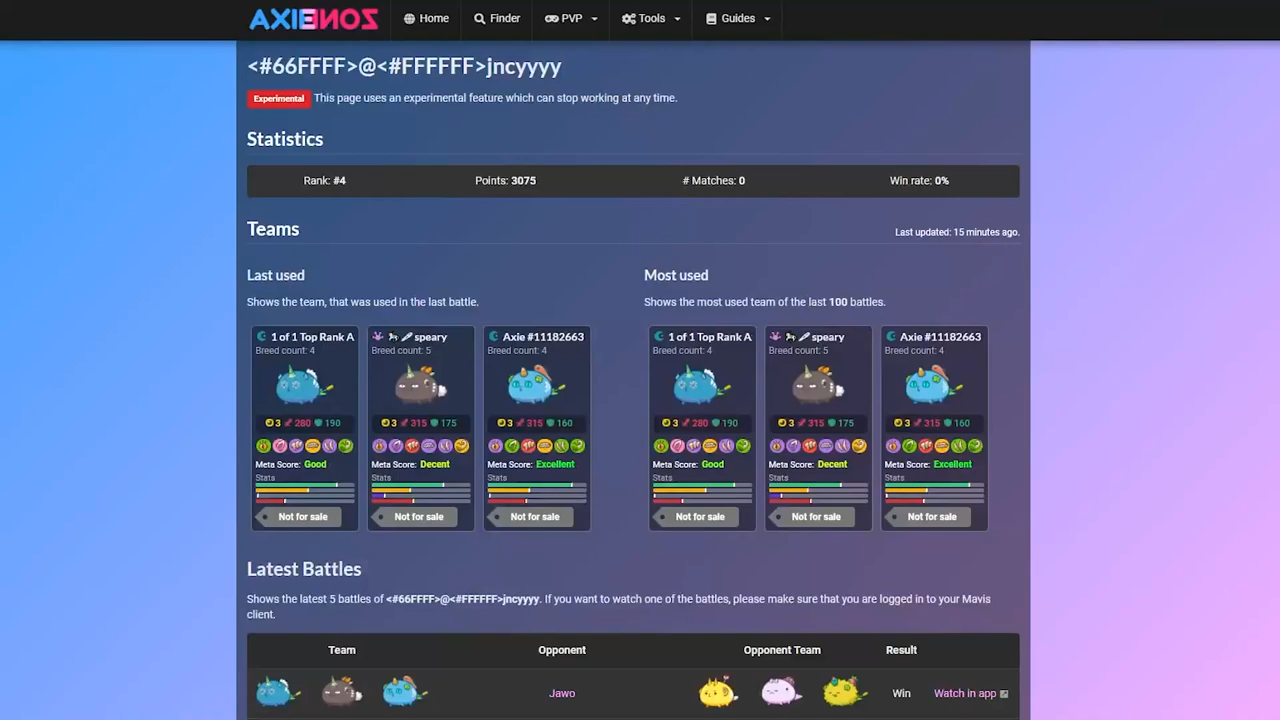 AXIE ZONE
Home
Finder
PVP
Tools
Guides
<#66FFFF>@<#FFFFFF>jncyyyy
Experimental This page uses an experimental feature which can stop working at any time.
Statistics
Rank: #4
Points: 3075
# Matches: 0
Win rate: 0%
Teams
Last updated: 15 minutes ago.
Last used
Shows the team, that was used in the last battle.
1 of 1 Top Rank A
Breed count: 4
3 280 190
Meta Score: Good
Stats
Not for sale
speary
Breed count: 5
3 315 175
Meta Score: Decent
Stats
Not for sale
Axie #11182663
Breed count: 4
3 315 160
Meta Score: Excellent
Stats
Not for sale
Most used
Shows the most used team of the last 100 battles.
1 of 1 Top Rank A
Breed count: 4
3 280 190
Meta Score: Good
Stats
Not for sale
speary
Breed count: 5
3 315 175
Meta Score: Decent
Stats
Not for sale
Axie #11182663
Breed count: 4
3 315 160
Meta Score: Excellent
Stats
Not for sale
Latest Battles
Shows the latest 5 battles of <#66FFFF>@<#FFFFFF>jncyyyy. If you want to watch one of the battles, please make sure that you are logged in to your Mavis
client.
Team
Opponent
Opponent Team
Result
Jawo
Win
Watch in app